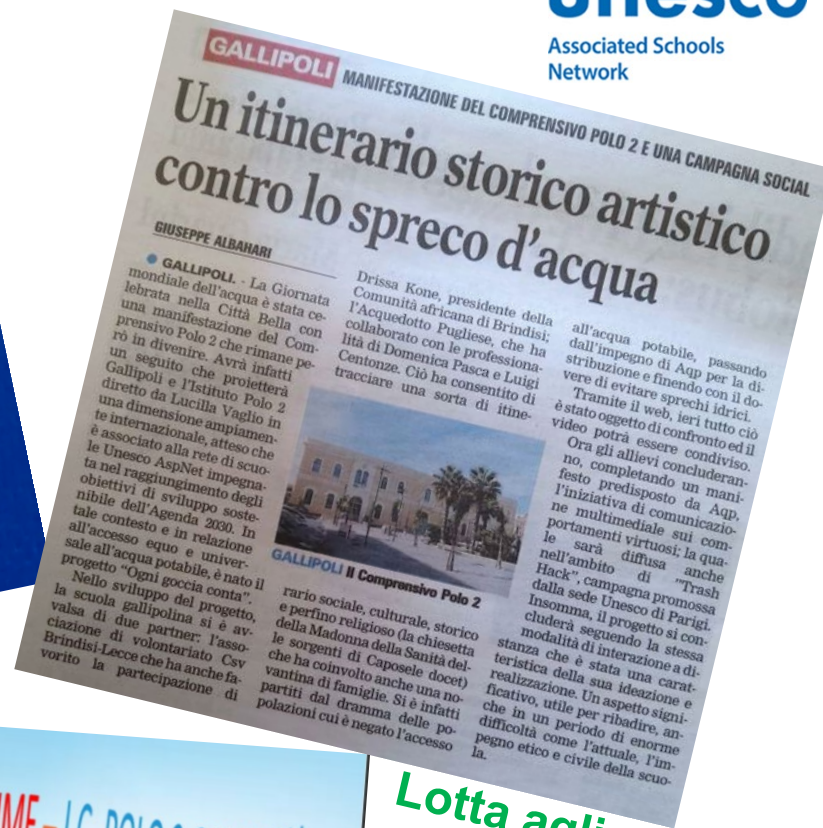 unesco
Associated Schools
Network
GALLIPOLI MANIFESTAZIONE DEL COMPRENSIVO POLO 2 E UNA CAMPAGNA SOCIAL
Un itinerario storico artistico
contro lo spreco d'acqua
GIUSEPPE ALBAHARI
● GALLIPOLI. - La Giornata
mondiale dell'acqua è stata ce-
lebrata nella Città Bella con
una manifestazione del Com-
prensivo Polo 2 che rimane pe-
rò in divenire. Avrà infatti
un seguito che proietterà
Gallipoli e l'Istituto Polo 2
diretto da Lucilla Vaglio in
una dimensione ampiamen-
te internazionale, atteso che
è associato alla rete di scuo-
le Unesco AspNet impegna-
ta nel raggiungimento degli
obiettivi di sviluppo soste-
nibile dell'Agenda 2030. In
tale contesto e in relazione
all'accesso equo e univer-
sale all'acqua potabile, è nato il
progetto "Ogni goccia conta".
Nello sviluppo del progetto,
la scuola gallipolina si è av-
valsa di due partner: l'asso-
ciazione di volontariato Csv
Brindisi-Lecce che ha anche fa-
vorito la partecipazione di
Drissa Kone, presidente della
Comunità africana di Brindisi;
l'Acquedotto Pugliese, che ha
collaborato con le professiona-
lità di Domenica Pasca e Luigi
Centonze. Ciò ha consentito di
tracciare una sorta di itine-
GALLIPOLI Il Comprensivo Polo 2
rario sociale, culturale, storico
e perfino religioso (la chiesetta
della Madonna della Sanità del-
le sorgenti di Caposele docet)
che ha coinvolto anche una no-
vantina di famiglie. Si è infatti
partiti dal dramma delle po-
polazioni cui è negato l'accesso
all'acqua potabile, passando
dall'impegno di Aqp per la di-
stribuzione e finendo con il do-
vere di evitare sprechi idrici.
Tramite il web, ieri tutto ciò
è stato oggetto di confronto ed il
video potrà essere condiviso.
Ora gli allievi concluderan-
no, completando un mani-
festo predisposto da Aqp,
l'iniziativa di comunicazio-
ne multimediale sui com-
portamenti virtuosi; la qua-
le sarà diffusa anche
nell'ambito di "Trash
Hack", campagna promossa
dalla sede Unesco di Parigi.
Insomma, il progetto si con-
cluderà seguendo la stessa
modalità di interazione a di-
stanza che è stata una carat-
teristica della sua ideazione e
realizzazione. Un aspetto signi-
ficativo, utile per ribadire, an-
che in un periodo di enorme
difficoltà come l'attuale, l'im-
pegno etico e civile della scuo-
la.
Lotta agli